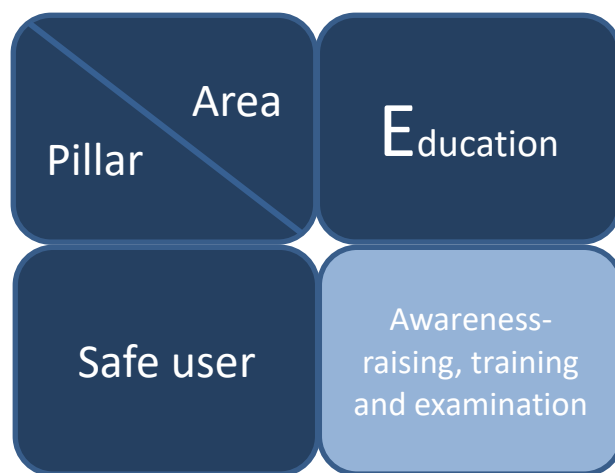 Area
Pillar
Education
Safe user
Awareness-
raising, training
and examination